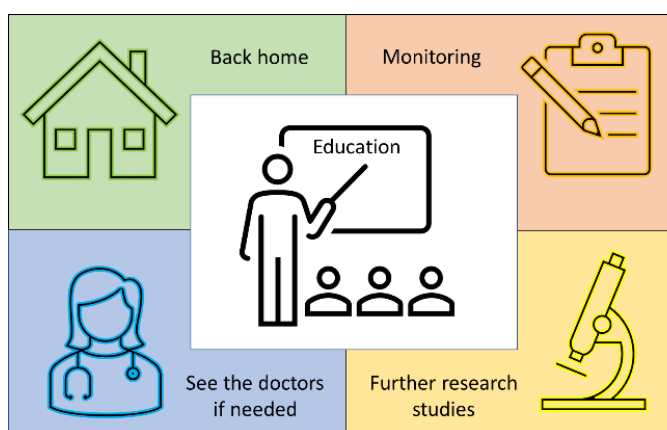 Back home
Monitoring
Education
See the doctors
if needed
Further research
studies